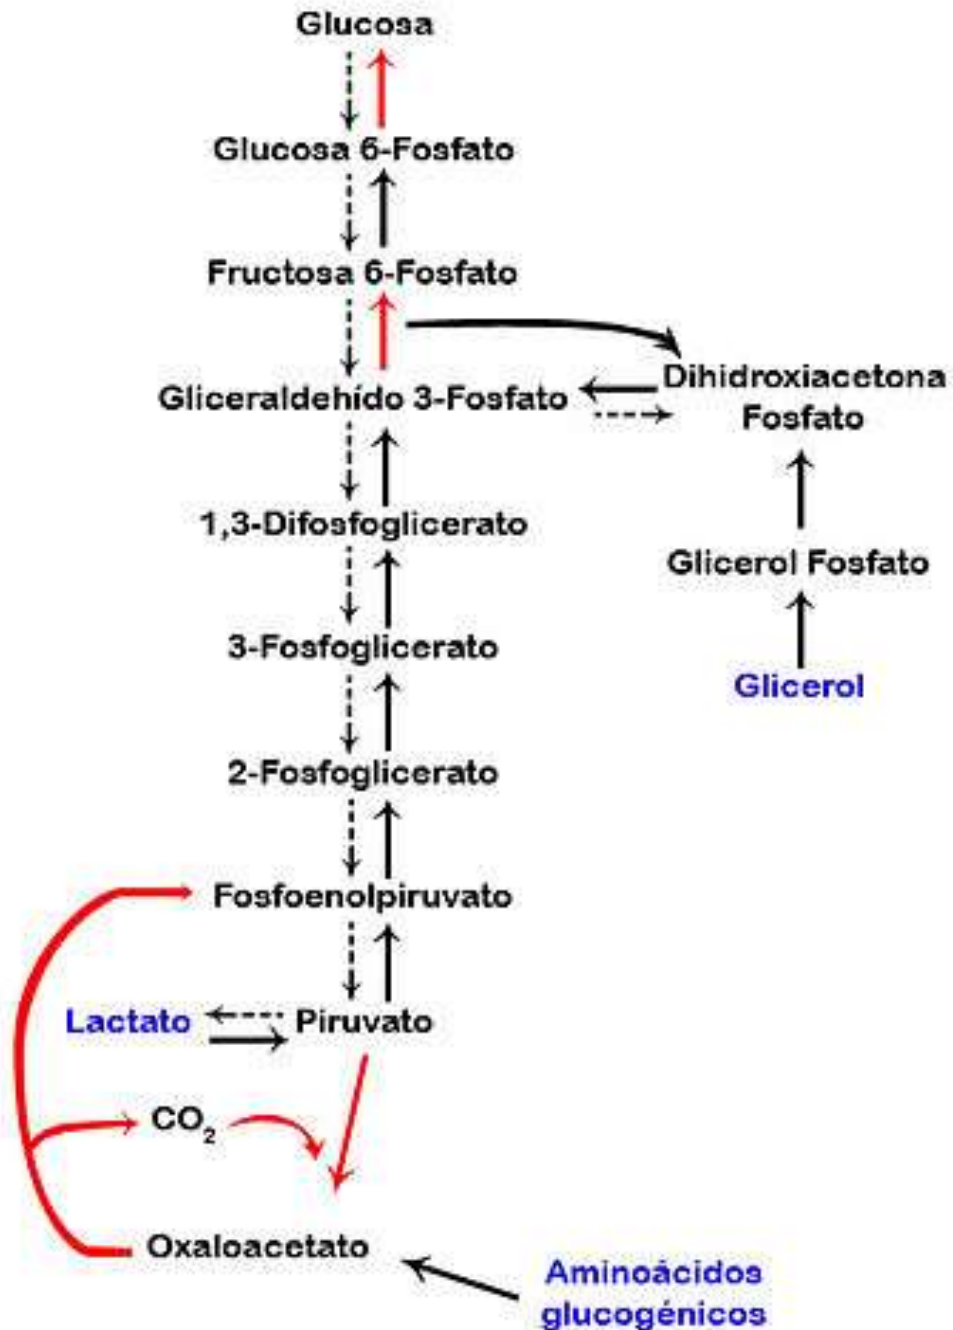 Glucosa
Glucosa 6-Fosfato
Fructosa 6-Fosfato
Dihidroxiacetona
Fosfato
Gliceraldehído 3-Fosfato
1,3-Difosfoglicerato
Glicerol Fosfato
3-Fosfoglicerato
Glicerol
2-Fosfoglicerato
Fosfoenolpiruvato
Lactato
Piruvato
CO₂
Oxaloacetato
Aminoácidos
glucogénicos